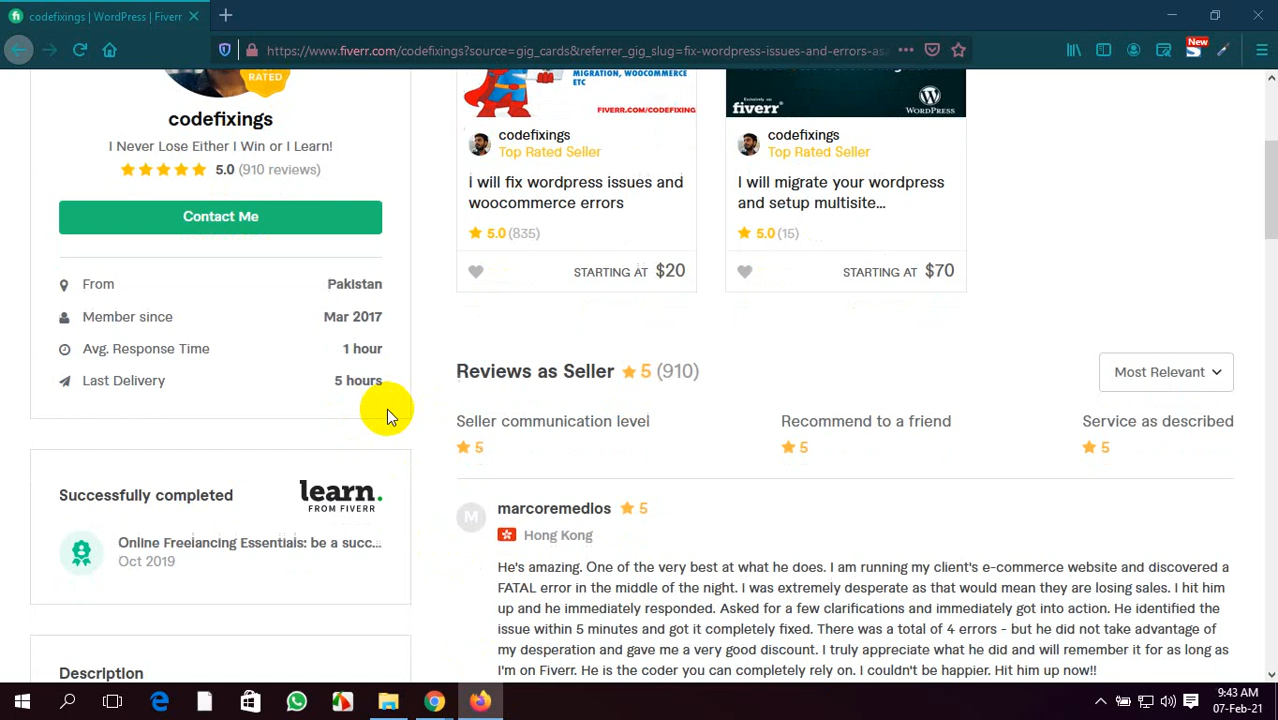 codefixings | WordPress | Fiverr
https://www.fiverr.com/codefixings?source=gig_cards&referrer_gig_slug=fix-wordpress-issues-and-errors-asa
New
RATED
codefixings
I Never Lose Either I Win or I Learn!
5.0 (910 reviews)
Contact Me
From Pakistan
Member since Mar 2017
Avg. Response Time 1 hour
Last Delivery 5 hours
Successfully completed
learn.
FROM FIVERR
Online Freelancing Essentials: be a succ...
Oct 2019
Description
MIGRATION, WOOCOMMERCE
ETC
FIVERR.COM/CODEFIXING
codefixings
Top Rated Seller
i will fix wordpress issues and
woocommerce errors
5.0 (835)
STARTING AT $20
fiverr
WORDPRESS
codefixings
Top Rated Seller
I will migrate your wordpress
and setup multisite...
5.0 (15)
STARTING AT $70
Reviews as Seller 5 (910)
Most Relevant
Seller communication level
5
Recommend to a friend
5
Service as described
5
M
marcoremedios 5
Hong Kong
He's amazing. One of the very best at what he does. I am running my client's e-commerce website and discovered a
FATAL error in the middle of the night. I was extremely desperate as that would mean they are losing sales. I hit him
up and he immediately responded. Asked for a few clarifications and immediately got into action. He identified the
issue within 5 minutes and got it completely fixed. There was a total of 4 errors - but he did not take advantage of
my desperation and gave me a very good discount. I truly appreciate what he did and will remember it for as long as
I'm on Fiverr. He is the coder you can completely rely on. I couldn't be happier. Hit him up now!!
9:43 AM
07-Feb-21